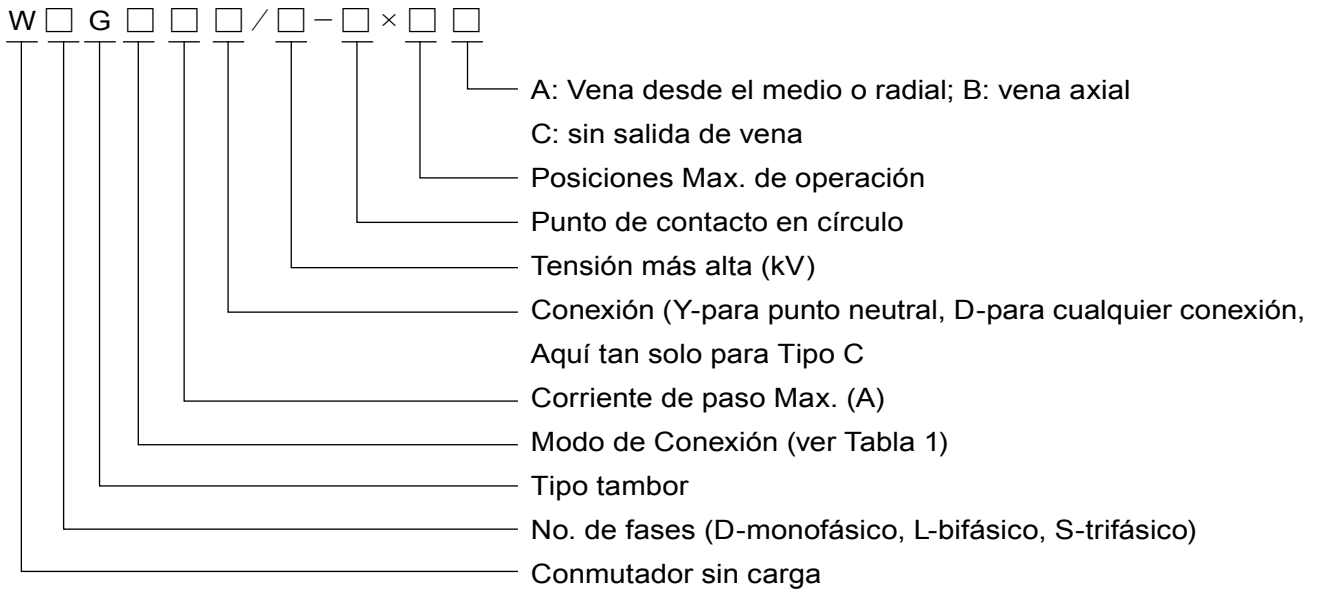 W □ G □ □ □ / □ − □ × □ □
A: Vena desde el medio o radial; B: vena axial
C: sin salida de vena
Posiciones Max. de operación
Punto de contacto en círculo
Tensión más alta (kV)
Conexión (Y-para punto neutral, D-para cualquier conexión,
Aquí tan solo para Tipo C
Corriente de paso Max. (A)
Modo de Conexión (ver Tabla 1)
Tipo tambor
No. de fases (D-monofásico, L-bifásico, S-trifásico)
Conmutador sin carga